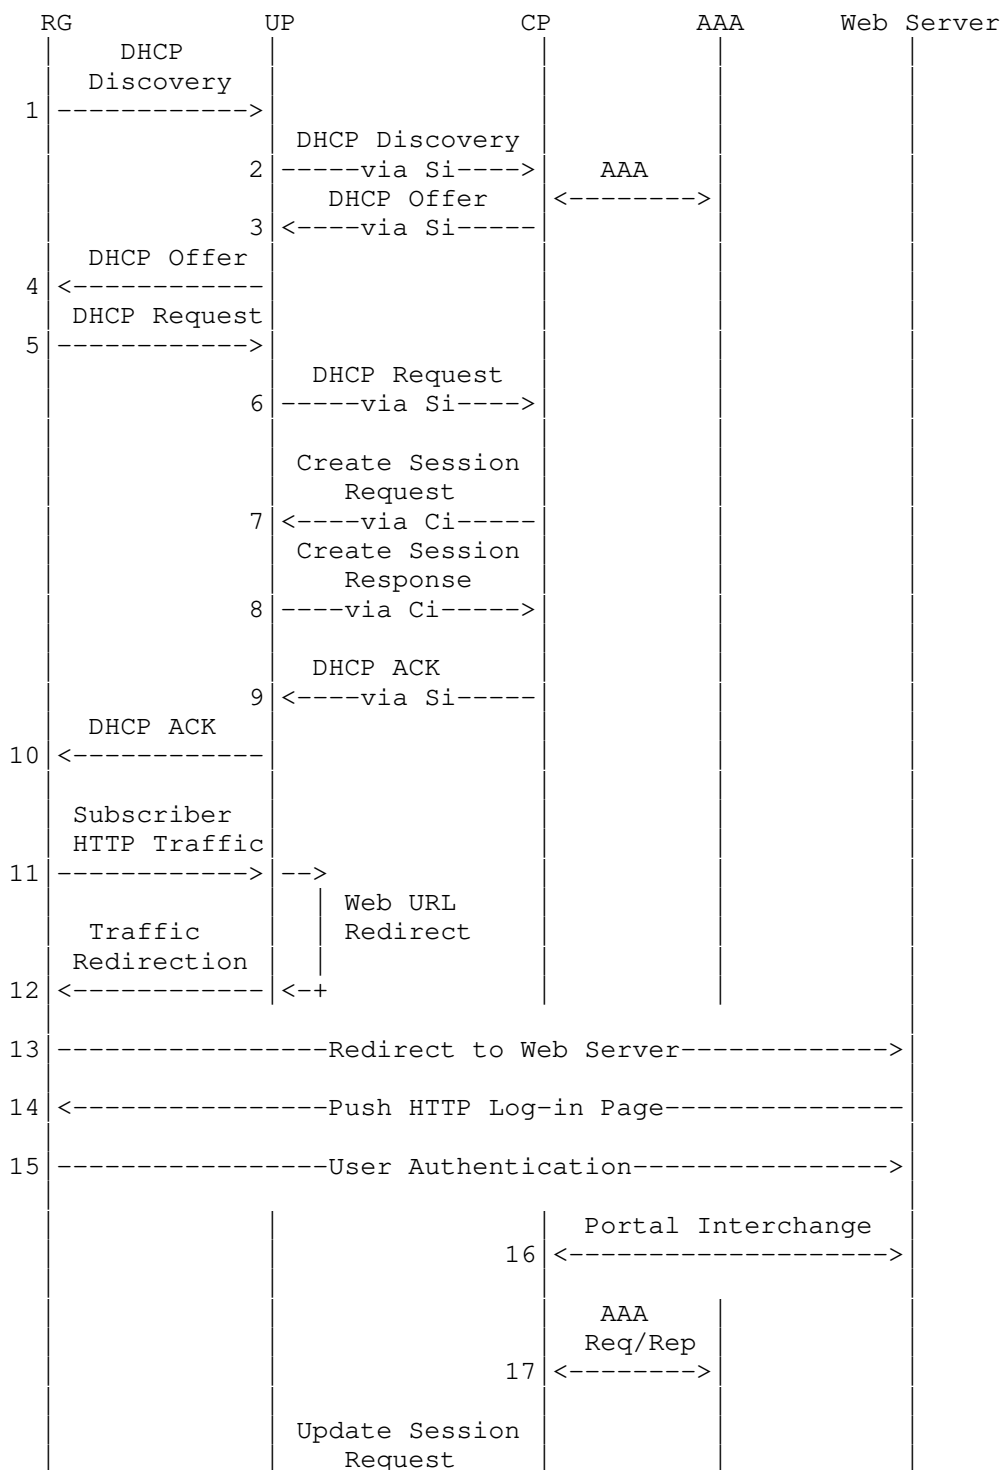 RG UP CP AAA Web Server
DHCP
Discovery
1
DHCP Discovery
2 via Si AAA
DHCP Offer
3 via Si
DHCP Offer
4
DHCP Request
5
DHCP Request
6 via Si
Create Session
Request
7 via Ci
Create Session
Response
8 via Ci
DHCP ACK
9 via Si
DHCP ACK
10
Subscriber
HTTP Traffic
11
Web URL
Traffic Redirect
Redirection
12
13 Redirect to Web Server
14 Push HTTP Log-in Page
15 User Authentication
Portal Interchange
16
AAA
Req/Rep
17
Update Session
Request